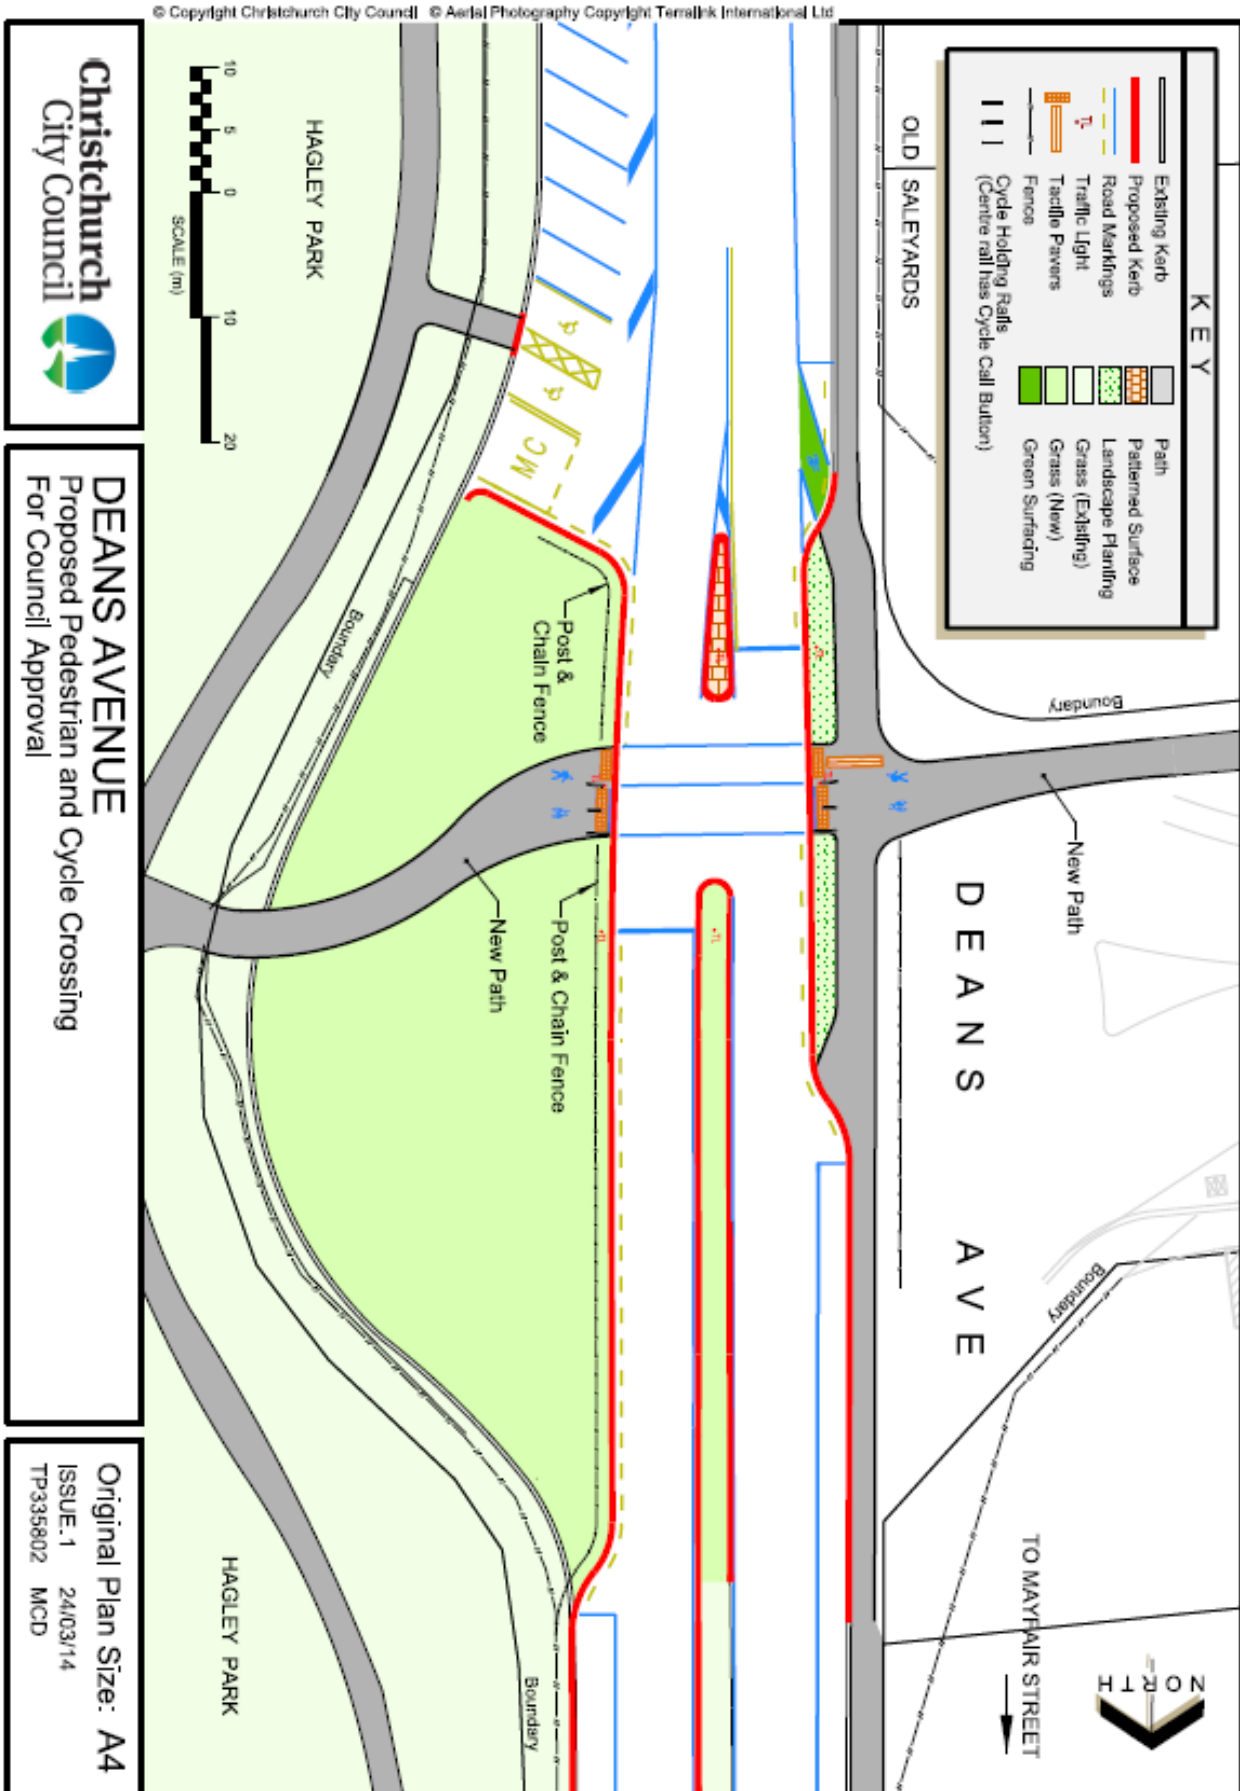 © Copyright Christchurch City Council © Aerial Photography Copyright Terralink International Ltd
KEY
Existing Kerb
Proposed Kerb
Road Markings
TL
Traffic Light
Tactile Pavers
Fence
Cycle Holding Rails
(Centre rail has Cycle Call Button)
Path
Patterned Surface
Landscape Planting
Grass (Existing)
Grass (New)
Green Surfacing
OLD SALEYARDS
Boundary
New Path
DEANS AVE
Boundary
TO MAYFAIR STREET
NORTH
MC
Post &
Chain Fence
TL
TL
TL
Post & Chain Fence
New Path
Boundary
Boundary
HAGLEY PARK
HAGLEY PARK
10 5 0 10 20
SCALE (m)
Christchurch
City Council
DEANS AVENUE
Proposed Pedestrian and Cycle Crossing
For Council Approval
Original Plan Size: A4
ISSUE.1 24/03/14
TP335802 MCD